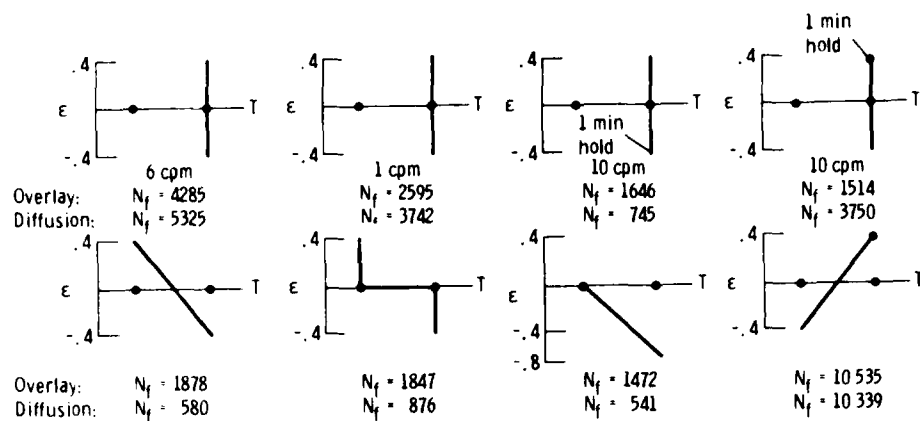 1 min
hold
.4 .4 .4 .4
ε T ε T ε T ε T
1 min
hold
-.4 -.4 -.4 -.4
6 cpm 1 cpm 10 cpm 10 cpm
Overlay: Nf = 4285 Nf = 2595 Nf = 1646 Nf = 1514
Diffusion: Nf = 5325 N. = 3742 Nf = 745 Nf = 3750
.4 .4 .4
ε T ε T ε T ε T
-.4 -.4 -.4 -.4
-.8
Overlay: Nf = 1878 Nf = 1847 Nf = 1472 Nf = 10 535
Diffusion: Nf = 580 Nf = 876 Nf = 541 Nf = 10 339